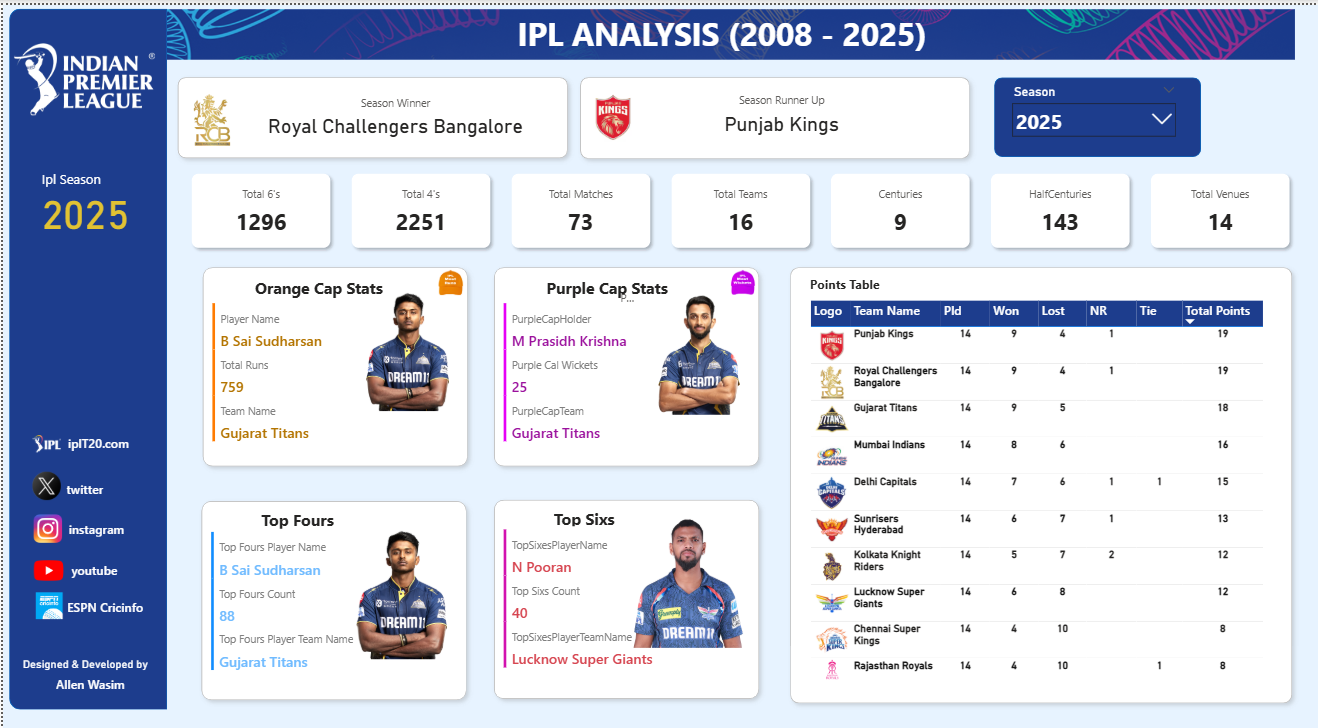 IPL ANALYSIS (2008 - 2025)
INDIAN
PREMIER
LEAGUE
®
Ipl Season
2025
IPL iplT20.com
twitter
instagram
youtube
ESPN Cricinfo
Designed & Developed by
Allen Wasim
RCB
Season Winner
Royal Challengers Bangalore
KINGS
Season Runner Up
Punjab Kings
Season
2025
Total 6's
1296
Total 4's
2251
Total Matches
73
Total Teams
16
Centuries
9
HalfCenturies
143
Total Venues
14
Orange Cap Stats
Player Name
B Sai Sudharsan
Total Runs
759
Team Name
Gujarat Titans
DREAM11
Purple Cap Stats
P...
PurpleCapHolder
M Prasidh Krishna
Purple Cal Wickets
25
PurpleCapTeam
Gujarat Titans
DREAM11
Top Fours
Top Fours Player Name
B Sai Sudharsan
Top Fours Count
88
Top Fours Player Team Name
Gujarat Titans
DREAM11
Top Sixs
TopSixesPlayerName
N Pooran
Top Sixs Count
40
TopSixesPlayerTeamName
Lucknow Super Giants
DREAM11
Points Table
Logo Team Name Pld Won Lost NR Tie Total Points
Punjab Kings 14 9 4 1 19
Royal Challengers 14 9 4 1 19
Bangalore
Gujarat Titans 14 9 5 18
Mumbai Indians 14 8 6 16
Delhi Capitals 14 7 6 1 1 15
Sunrisers 14 6 7 1 13
Hyderabad
Kolkata Knight 14 5 7 2 12
Riders
Lucknow Super 14 6 8 12
Giants
Chennai Super 14 4 10 8
Kings
Rajasthan Royals 14 4 10 1 8